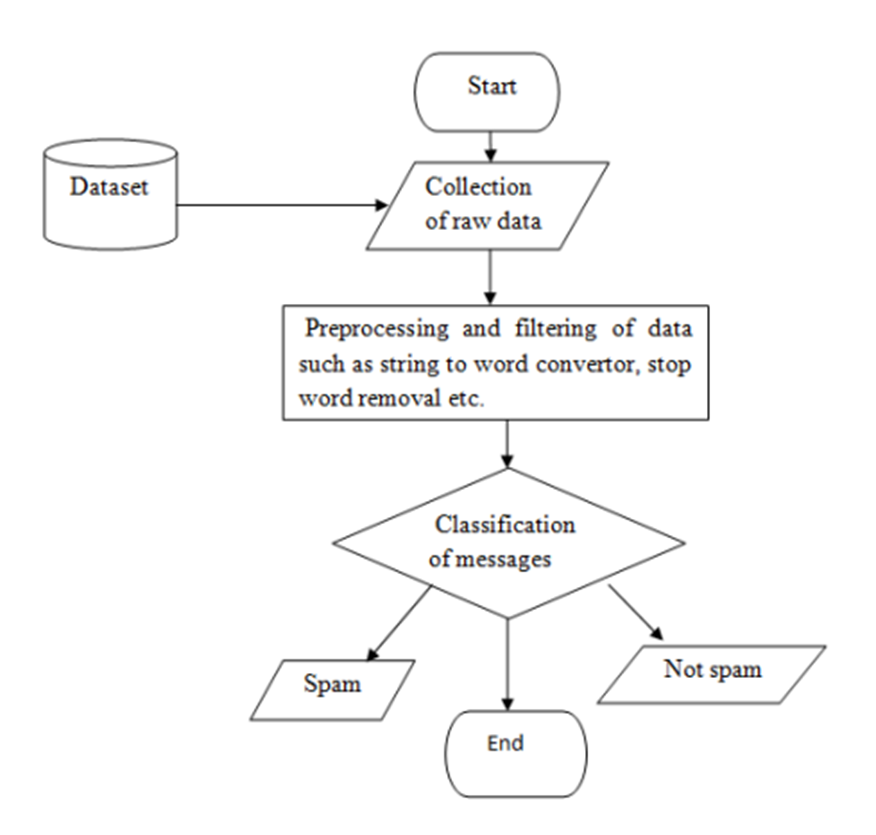 Start
Dataset
Collection
of raw data
Preprocessing and filtering of data
such as string to word convertor, stop
word removal etc.
Classification
of messages
Spam
Not spam
End